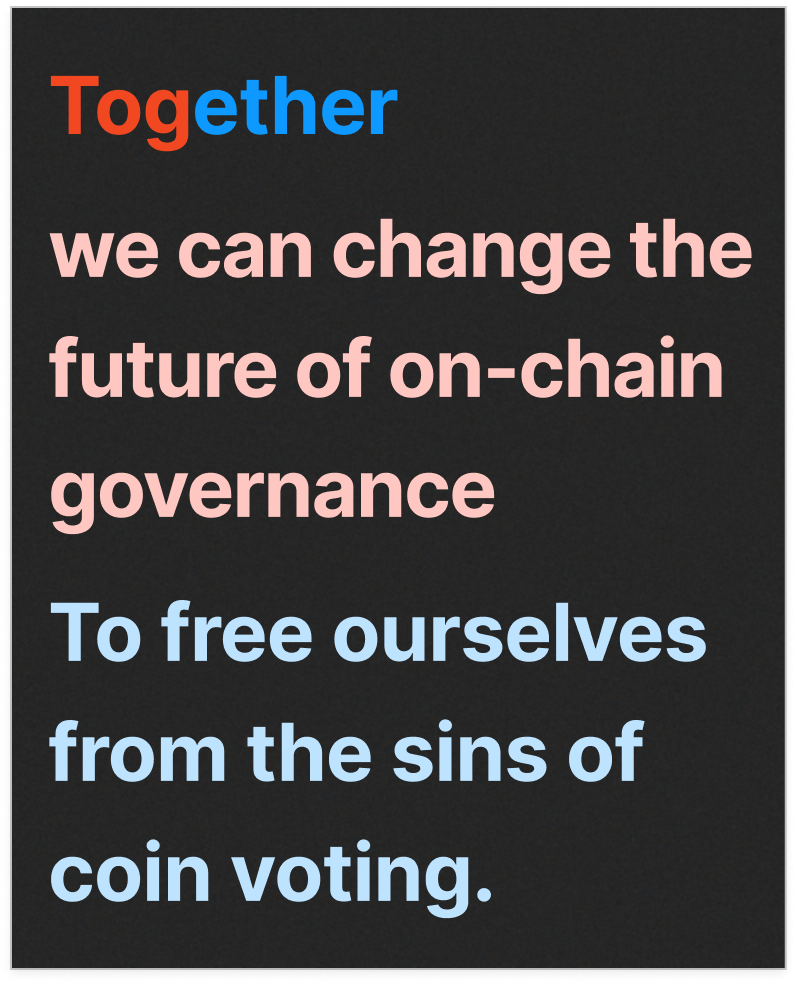 Together
we can change the
future of on-chain
governance
To free ourselves
from the sins of
coin voting.